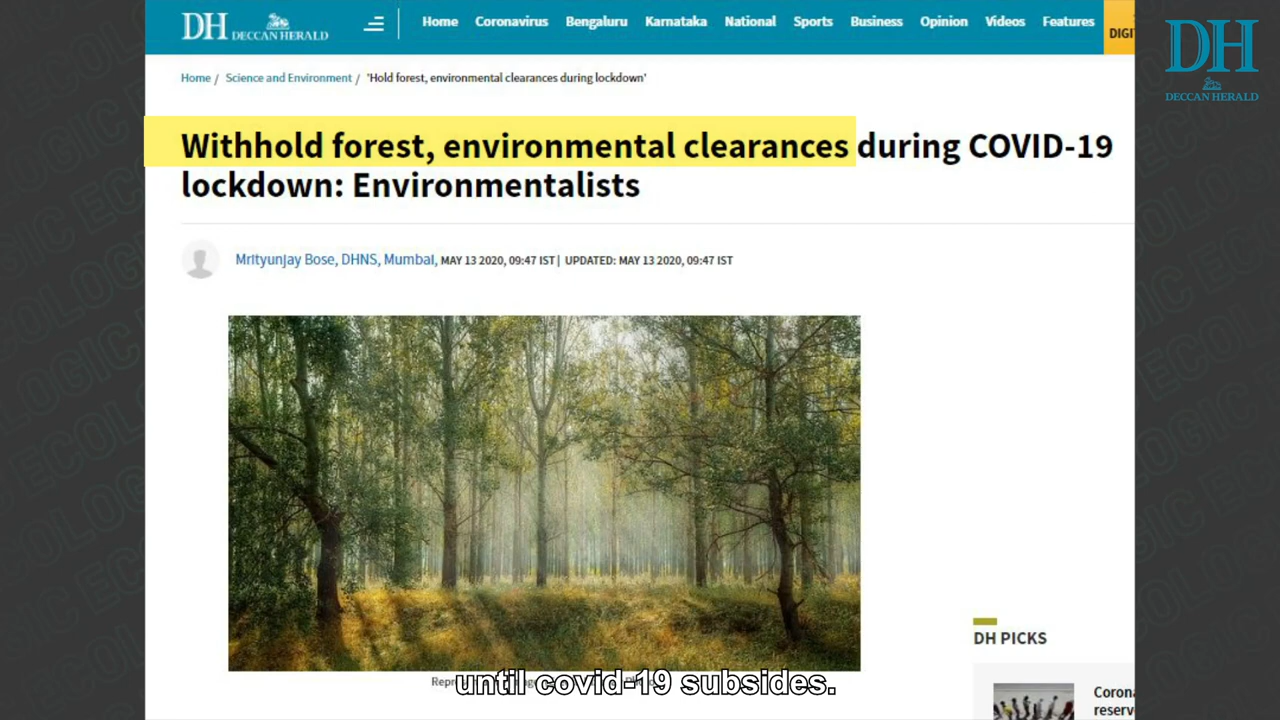 DH DECCAN HERALD
Home Coronavirus Bengaluru Karnataka National Sports Business Opinion Videos Features
DIGI
DH
DECCAN HERALD
Home / Science and Environment / 'Hold forest, environmental clearances during lockdown'
Withhold forest, environmental clearances during COVID-19
lockdown: Environmentalists
Mrityunjay Bose, DHNS, Mumbai, MAY 13 2020, 09:47 IST | UPDATED: MAY 13 2020, 09:47 IST
DH PICKS
until covid-19 subsides.
Corona
reserv